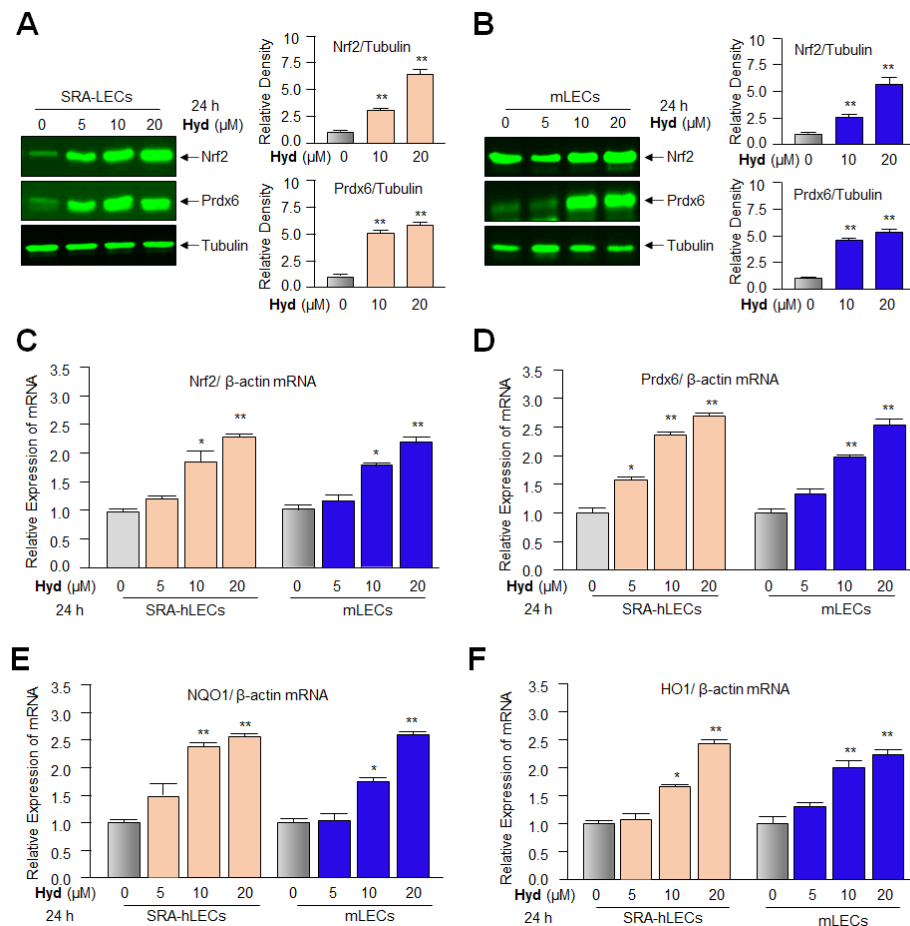 A
SRA-LECs
24 h
0 5 10 20 Hyd (μM)
Nrf2
Prdx6
Tubulin
Relative Density
10
7.5
5.0
2.5
0
Nrf2/Tubulin
**
**
Hyd (μM) 0 10 20
Relative Density
10
7.5
5.0
2.5
0
Prdx6/Tubulin
**
**
Hyd (μM) 0 10 20
B
mLECs
24 h
0 5 10 20 Hyd (μM)
Nrf2
Prdx6
Tubulin
Relative Density
10
7.5
5.0
2.5
0
Nrf2/Tubulin
**
**
Hyd (μM) 0 10 20
Relative Density
10
7.5
5.0
2.5
0
Prdx6/Tubulin
**
**
Hyd (μM) 0 10 20
C
Relative Expression of mRNA
3.5
3.0
2.5
2.0
1.5
1.0
0.5
0.0
Nrf2/ β-actin mRNA
* ** * **
Hyd (μM) 0 5 10 20 0 5 10 20
24 h SRA-hLECs mLECs
D
Relative Expression of mRNA
3.5
3.0
2.5
2.0
1.5
1.0
0.5
0.0
Prdx6/ β-actin mRNA
* ** ** ** **
Hyd (μM) 0 5 10 20 0 5 10 20
24 h SRA-hLECs mLECs
E
Relative Expression of mRNA
3.5
3.0
2.5
2.0
1.5
1.0
0.5
0.0
NQO1/ β-actin mRNA
** ** * **
Hyd (μM) 0 5 10 20 0 5 10 20
24 h SRA-hLECs mLECs
F
Relative Expression of mRNA
3.5
3.0
2.5
2.0
1.5
1.0
0.5
0.0
HO1/ β-actin mRNA
* ** ** **
Hyd (μM) 0 5 10 20 0 5 10 20
24 h SRA-hLECs mLECs